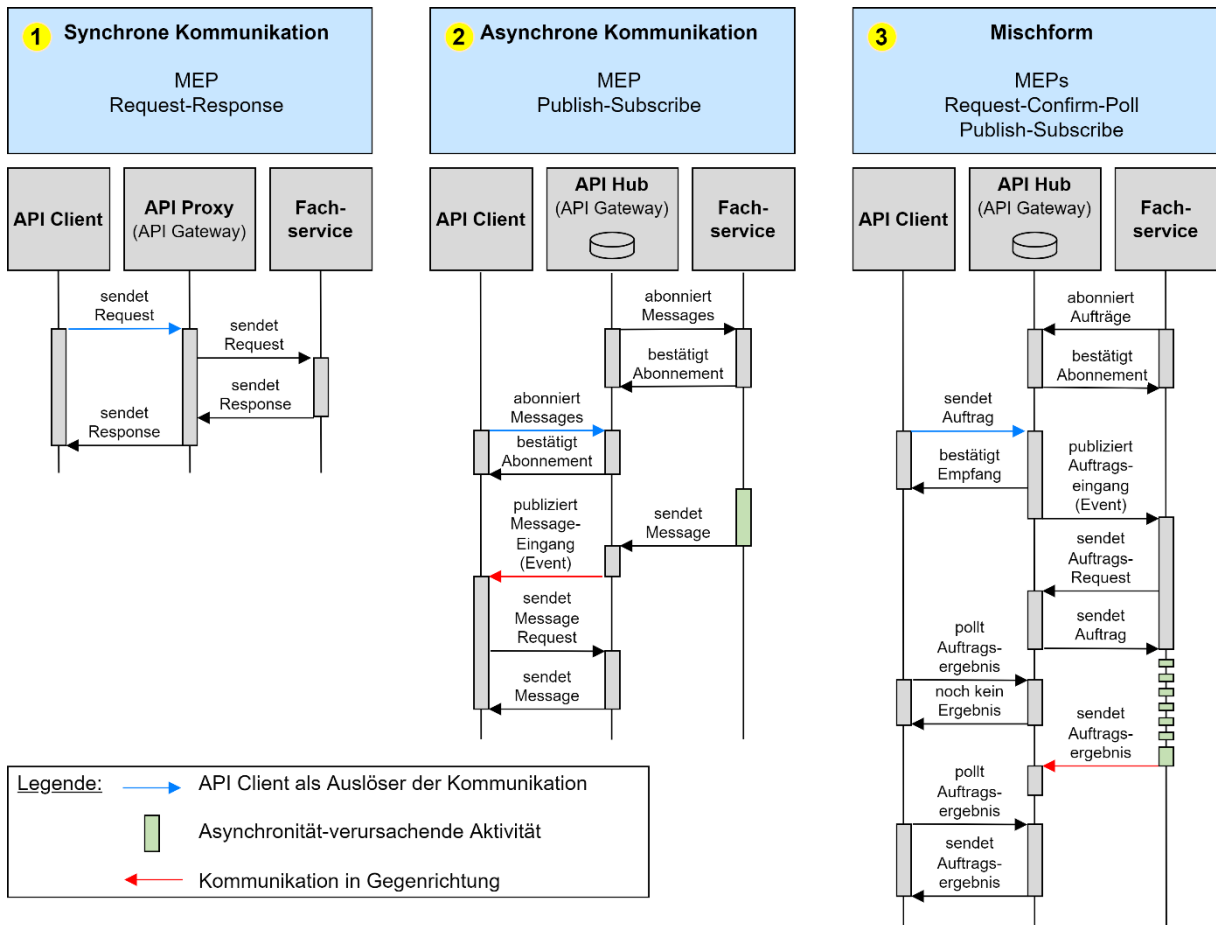 1
Synchrone Kommunikation
MEP
Request-Response
API Client
API Proxy
(API Gateway)
Fach-
service
sendet
Request
sendet
Request
sendet
Response
sendet
Response
2
Asynchrone Kommunikation
MEP
Publish-Subscribe
API Client
API Hub
(API Gateway)
Fach-
service
abonniert
Messages
bestätigt
Abonnement
abonniert
Messages
bestätigt
Abonnement
sendet
Message
publiziert
Message-
Eingang
(Event)
sendet
Message
Request
sendet
Message
3
Mischform
MEPs
Request-Confirm-Poll
Publish-Subscribe
API Client
API Hub
(API Gateway)
Fach-
service
abonniert
Aufträge
bestätigt
Abonnement
sendet
Auftrag
bestätigt
Empfang
publiziert
Auftrags-
eingang
(Event)
sendet
Auftrags-
Request
sendet
Auftrag
pollt
Auftrags-
ergebnis
noch kein
Ergebnis
sendet
Auftrags-
ergebnis
pollt
Auftrags-
ergebnis
sendet
Auftrags-
ergebnis
Legende:
API Client als Auslöser der Kommunikation
Asynchronität-verursachende Aktivität
Kommunikation in Gegenrichtung